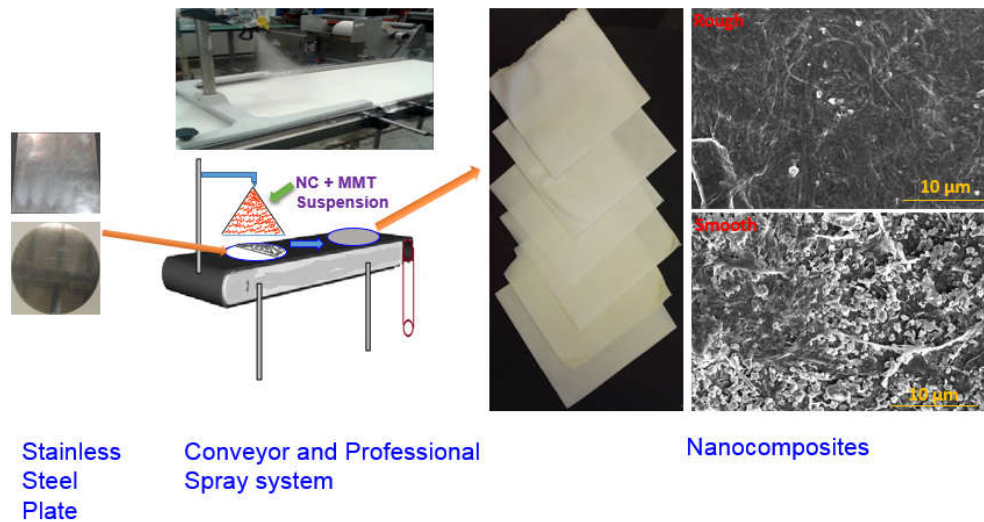 Rough
10 µm
NC + MMT
Suspension
Smooth
10 µm
Stainless
Steel
Plate
Conveyor and Professional
Spray system
Nanocomposites